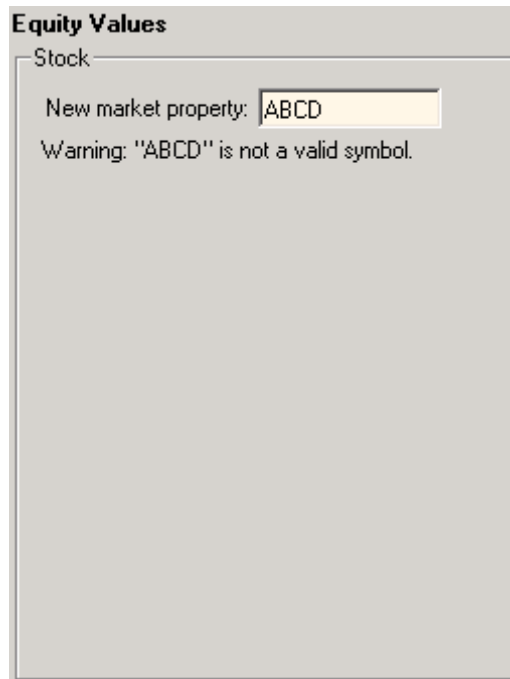 Equity Values
Stock
New market property: ABCD
Warning: "ABCD" is not a valid symbol.